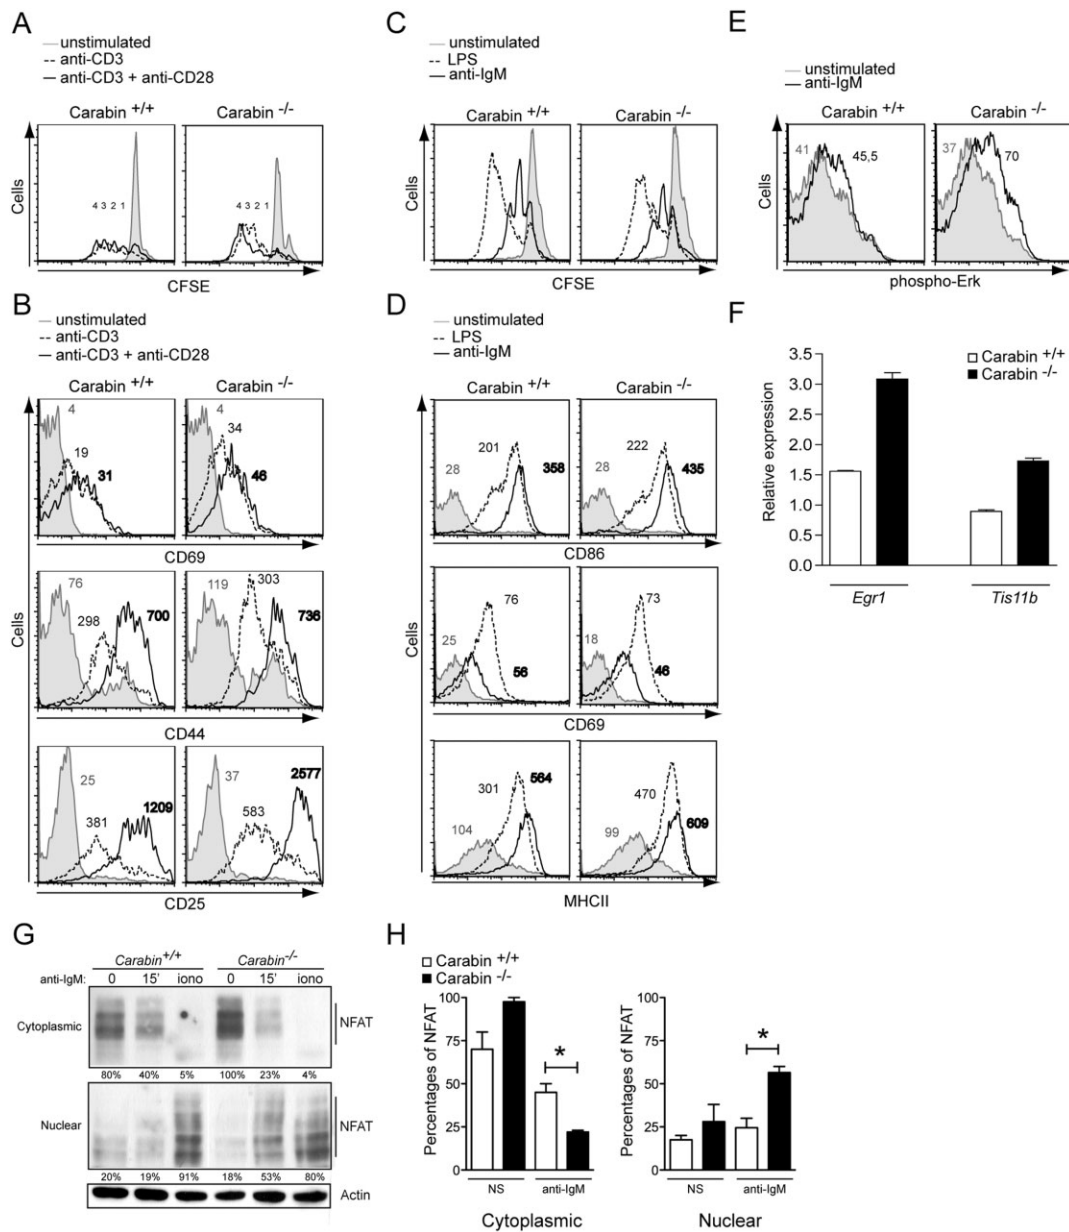 A
unstimulated
anti-CD3
anti-CD3 + anti-CD28
Carabin +/+
Carabin -/-
Cells
4 3 2 1
4 3 2 1
CFSE
B
unstimulated
anti-CD3
anti-CD3 + anti-CD28
Carabin +/+
Carabin -/-
4
19
31
4
34
46
CD69
Cells
76
298
700
119
303
736
CD44
25
381
1209
37
583
2577
CD25
C
unstimulated
LPS
anti-IgM
Carabin +/+
Carabin -/-
Cells
CFSE
D
unstimulated
LPS
anti-IgM
Carabin +/+
Carabin -/-
28
201
358
28
222
435
CD86
Cells
25
76
56
18
73
46
CD69
104
301
564
99
470
609
MHCII
E
unstimulated
anti-IgM
Carabin +/+
Carabin -/-
Cells
41
45,5
37
70
phospho-Erk
F
Carabin +/+
Carabin -/-
Relative expression
3.5
3.0
2.5
2.0
1.5
1.0
0.5
0.0
Egr1
Tis11b
G
Carabin+/+
Carabin-/-
anti-IgM: 0 15' iono 0 15' iono
Cytoplasmic
NFAT
80% 40% 5% 100% 23% 4%
Nuclear
NFAT
20% 19% 91% 18% 53% 80%
Actin
H
Carabin +/+
Carabin -/-
Percentages of NFAT
100
75
50
25
0
*
NS
anti-IgM
Cytoplasmic
Percentages of NFAT
100
75
50
25
0
*
NS
anti-IgM
Nuclear